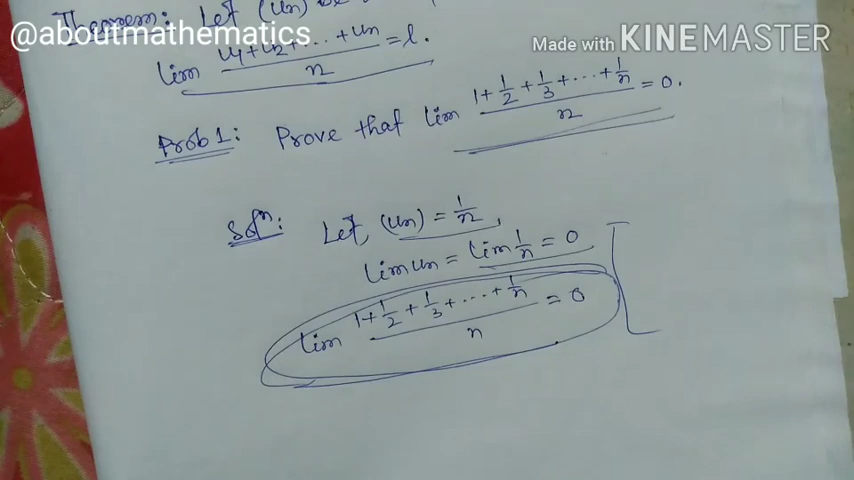 Theorem: Let (Un) be
@aboutmathematics
Made with KINEMASTER
lim (U1+U2+...+Un)/n = l.
Prob 1: Prove that lim (1+1/2+1/3+...+1/n)/n = 0.
Solⁿ: Let, (Un) = 1/n,
lim Un = lim 1/n = 0
lim (1+1/2+1/3+...+1/n)/n = 0